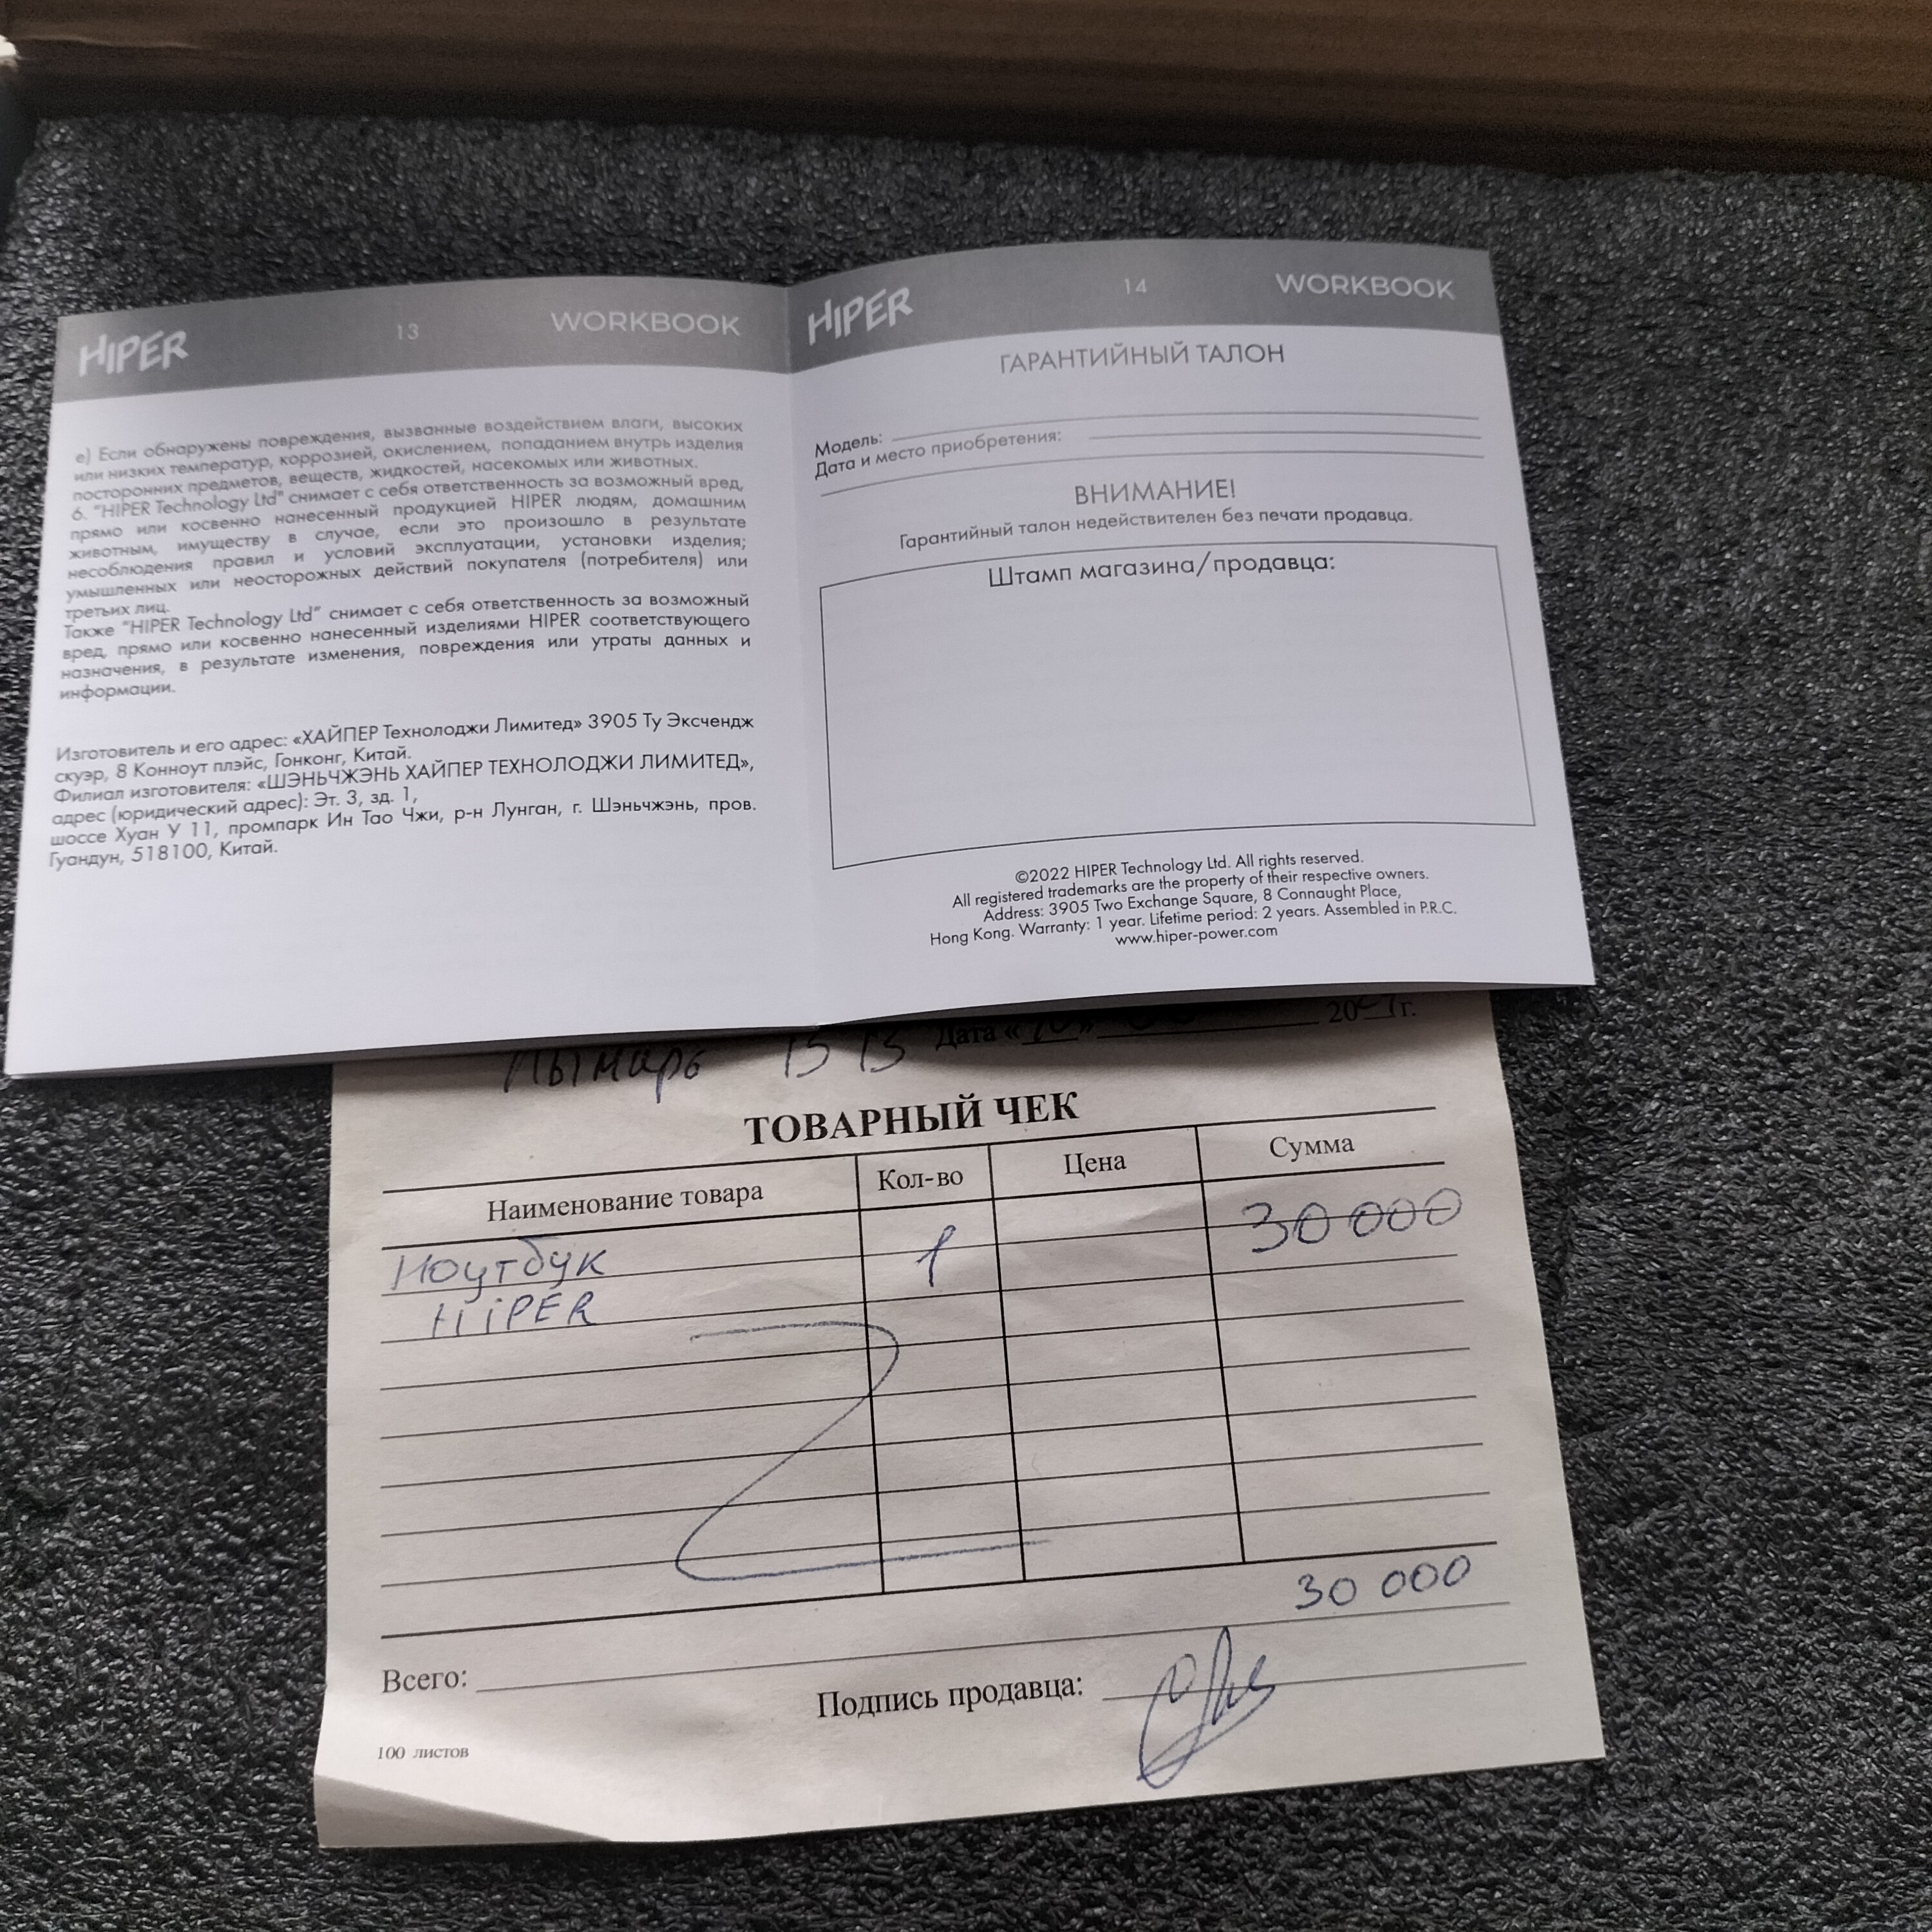 HIPER 13 WORKBOOK
е) Если обнаружены повреждения, вызванные воздействием влаги, высоких
или низких температур, коррозией, окислением, попаданием внутрь изделия
посторонних предметов, веществ, жидкостей, насекомых или животных.
6. "HIPER Technology Ltd" снимает с себя ответственность за возможный вред,
прямо или косвенно нанесенный продукцией HIPER людям, домашним
животным, имуществу в случае, если это произошло в результате
несоблюдения правил и условий эксплуатации, установки изделия;
умышленных или неосторожных действий покупателя (потребителя) или
третьих лиц.
Также "HIPER Technology Ltd" снимает с себя ответственность за возможный
вред, прямо или косвенно нанесенный изделиями HIPER соответствующего
назначения, в результате изменения, повреждения или утраты данных и
информации.
Изготовитель и его адрес: «ХАЙПЕР Технолоджи Лимитед» 3905 Ту Эксчендж
скуэр, 8 Конноут плэйс, Гонконг, Китай.
Филиал изготовителя: «ШЭНЬЧЖЭНЬ ХАЙПЕР ТЕХНОЛОДЖИ ЛИМИТЕД»,
адрес (юридический адрес): Эт. 3, зд. 1,
шоссе Хуан У 11, промпарк Ин Тао Чжи, р-н Лунган, г. Шэньчжэнь, пров.
Гуандун, 518100, Китай.
HIPER 14 WORKBOOK
ГАРАНТИЙНЫЙ ТАЛОН
Модель:
Дата и место приобретения:
ВНИМАНИЕ!
Гарантийный талон недействителен без печати продавца.
Штамп магазина/продавца:
©2022 HIPER Technology Ltd. All rights reserved.
All registered trademarks are the property of their respective owners.
Address: 3905 Two Exchange Square, 8 Connaught Place,
Hong Kong. Warranty: 1 year. Lifetime period: 2 years. Assembled in P.R.C.
www.hiper-power.com
Дата « » 20 г.
Лымарь
ТОВАРНЫЙ ЧЕК
Наименование товара Кол-во Цена Сумма
Ноутбук 1 30 000
HiPER
30 000
Всего:
Подпись продавца:
100 листов